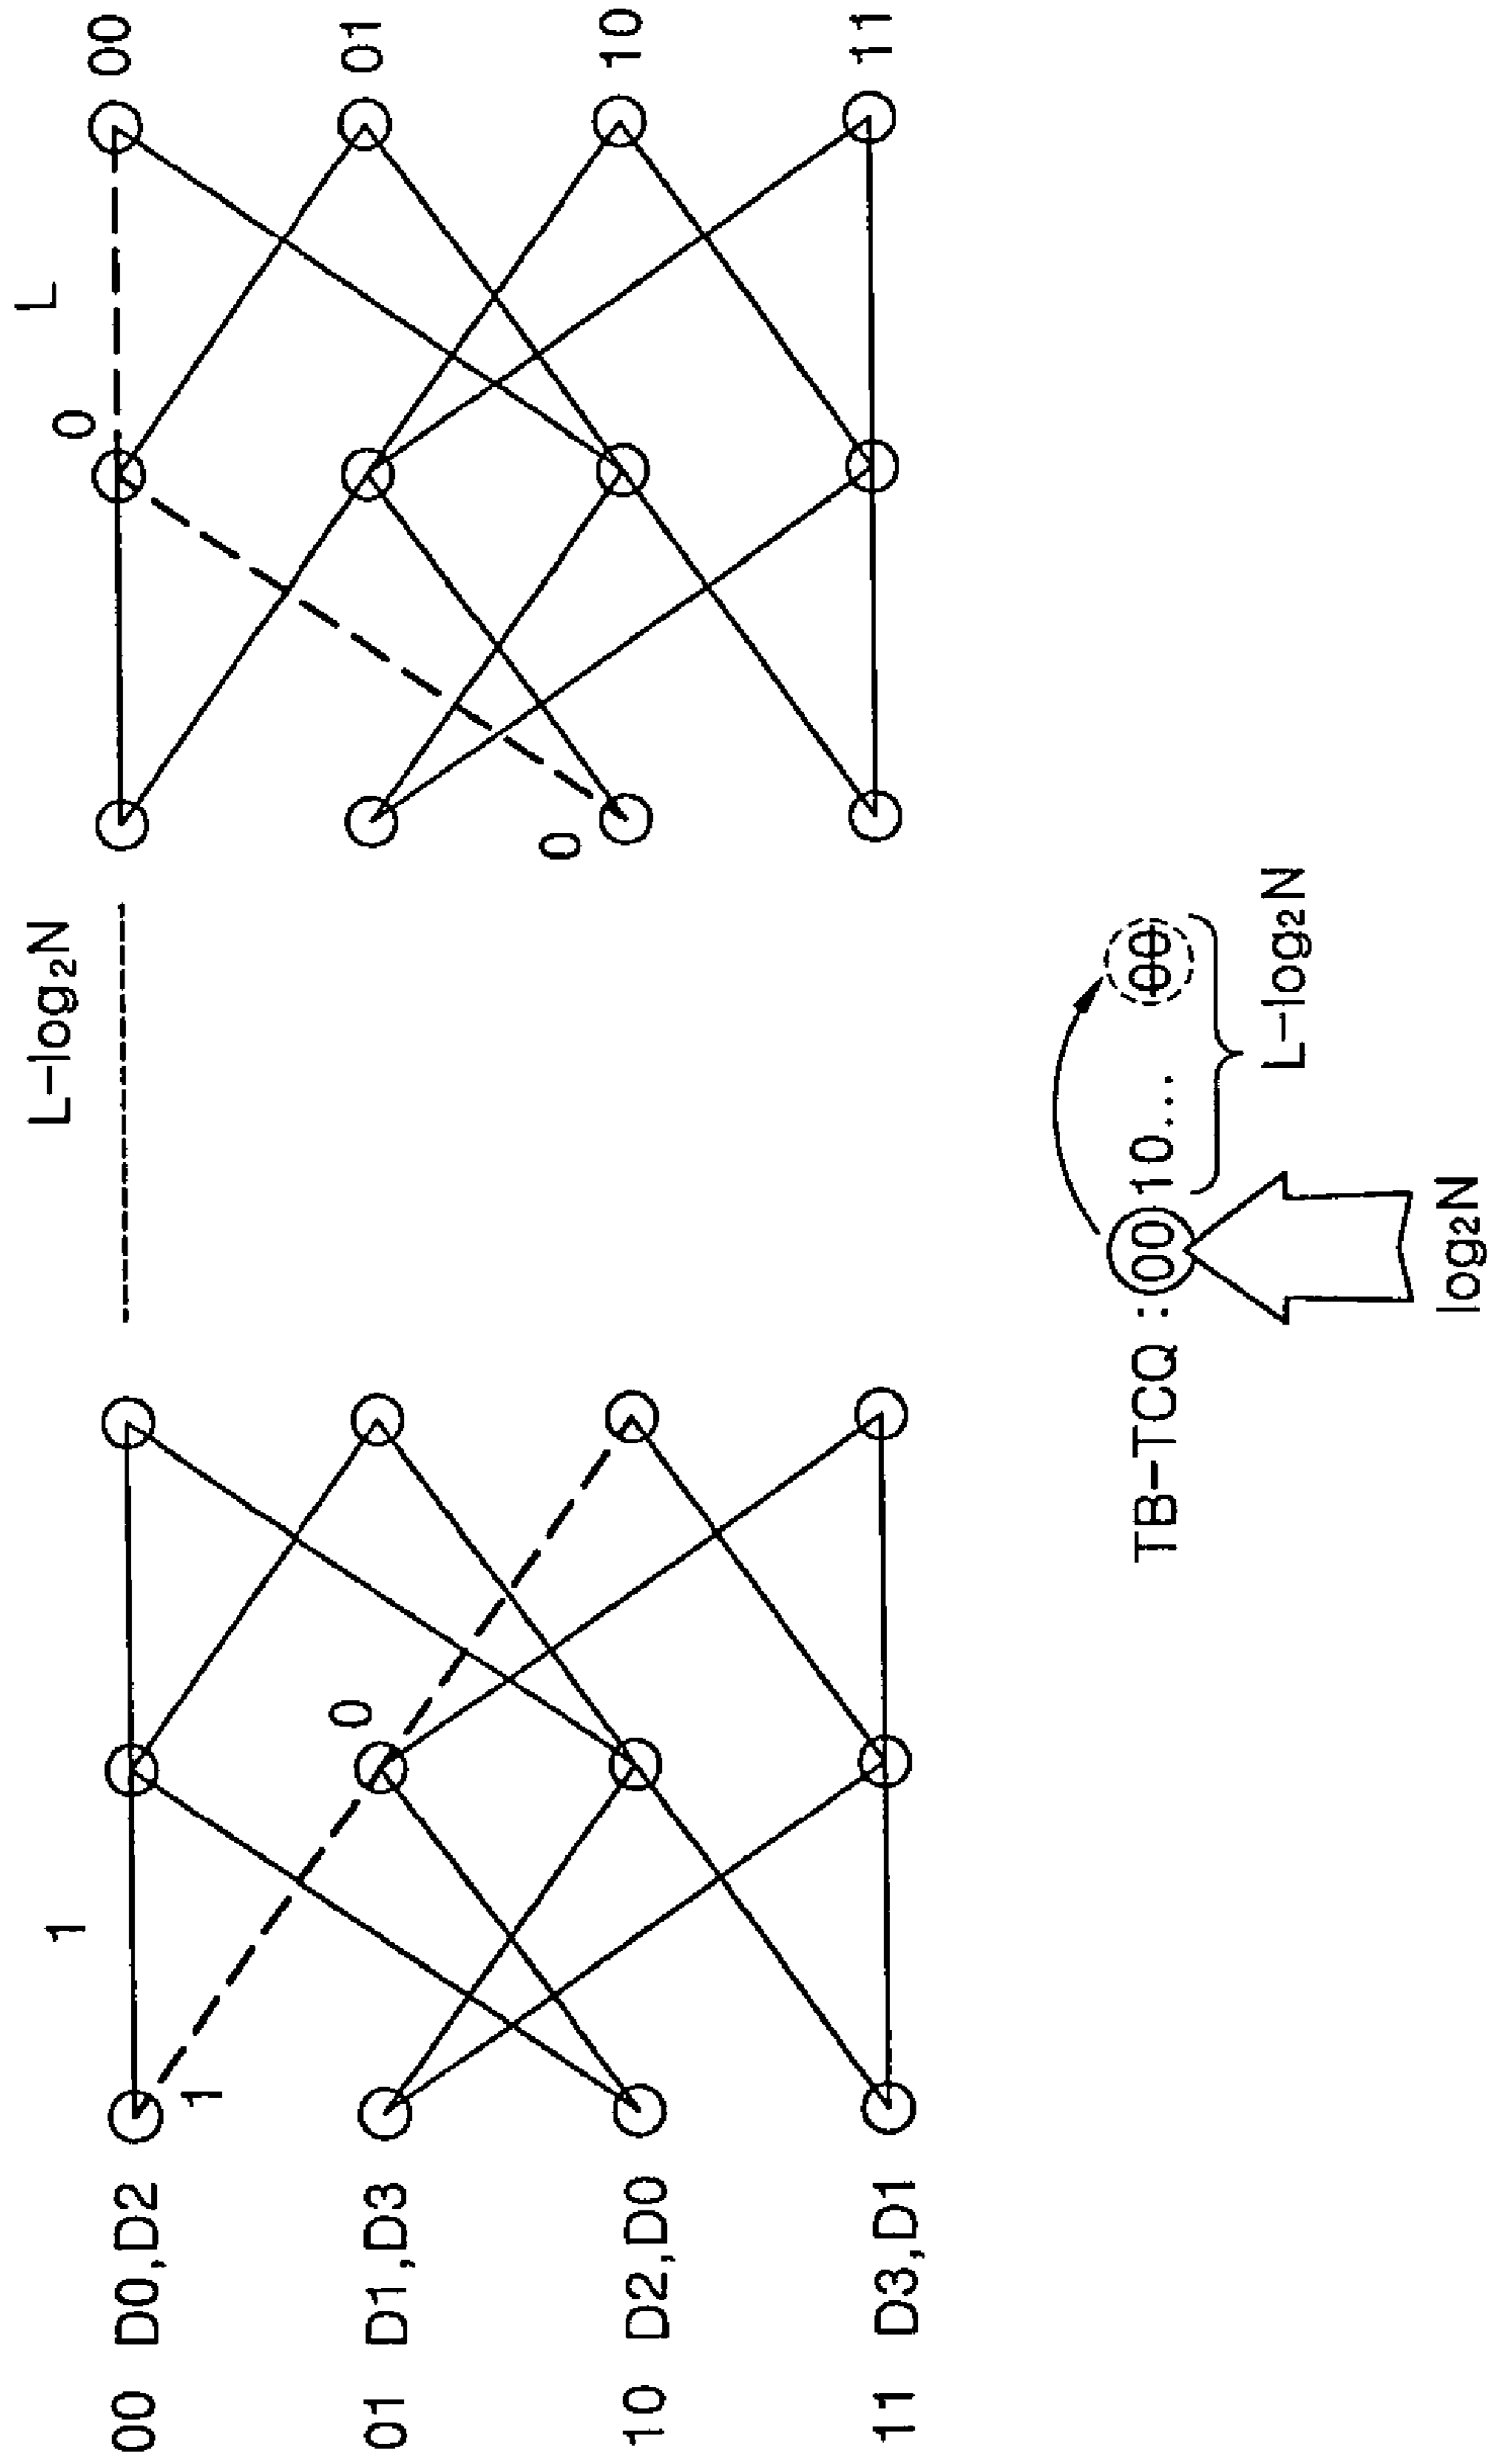 1 L-log₂N L
00 D0,D2 1 0 00
01 D1,D3 0 01
10 D2,D0 0 10
11 D3,D1 11
TB-TCQ : 00 10... 00
L-log₂N
log₂N